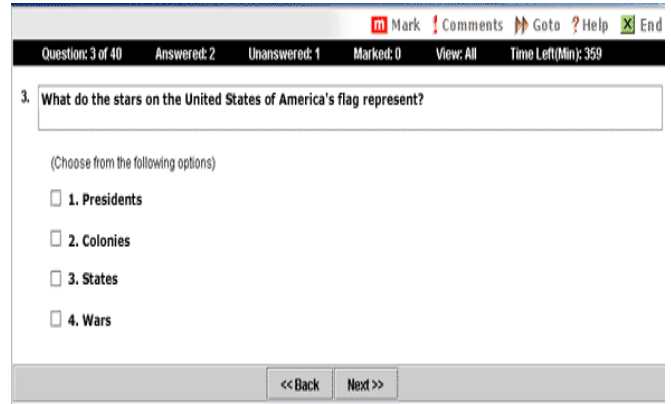 m Mark ! Comments Goto ? Help X End
Question: 3 of 40 Answered: 2 Unanswered: 1 Marked: 0 View: All Time Left(Min): 359
3. What do the stars on the United States of America's flag represent?
(Choose from the following options)
1. Presidents
2. Colonies
3. States
4. Wars
<< Back Next >>